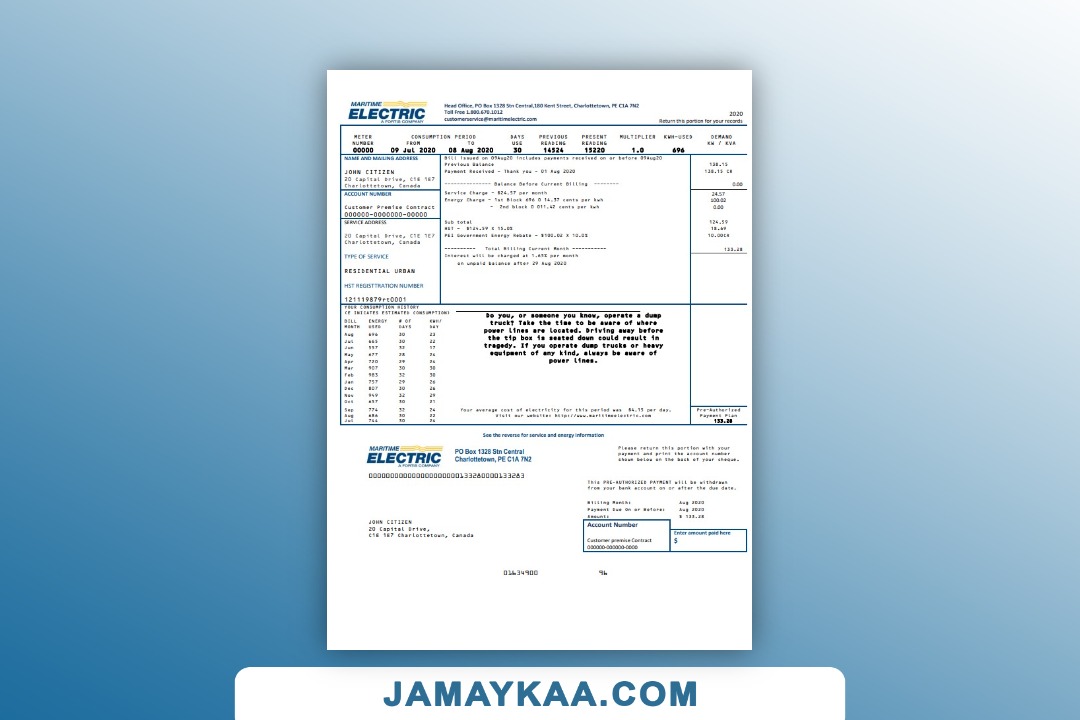 MARITIME
ELECTRIC
A FORTIS COMPANY
Head Office, PO Box 1328 Stn Central,180 Kent Street, Charlottetown, PE C1A 7N2
Toll Free 1.800.670.1012
customerservice@maritimelectric.com
2020
Return this portion for your records
METER CONSUMPTION PERIOD DAYS PREVIOUS PRESENT MULTIPLIER KWH-USED DEMAND
NUMBER FROM TO USE READING READING KW / KVA
00000 09 Jul 2020 08 Aug 2020 30 14524 15220 1.0 696
NAME AND MAILING ADDRESS
JOHN CITIZEN
20 Capital Drive, C1E 1E7
Charlottetown, Canada
ACCOUNT NUMBER
Customer Premise Contract
000000-0000000-00000
SERVICE ADDRESS
20 Capital Drive, C1E 1E7
Charlottetown, Canada
TYPE OF SERVICE
RESIDENTIAL URBAN
HST REGISTTRATION NUMBER
121119879rt0001
Bill issued on 09Aug20 includes payments received on or before 09Aug20
Previous Balance 138.15
Payment Received - Thank you - 01 Aug 2020 138.15 CR
--------------- Balance Before Current Billing ------- 0.00
Service Charge - $24.57 per month 24.57
Energy Charge - 1st Block 696 @ 14.37 cents per kwh 100.02
- 2nd block 0 @11.42 cents per kwh 0.00
Sub total 124.59
HST - $124.59 X 15.0% 18.69
PEI Government Energy Rebate - $100.02 X 10.0% 10.00CR
--------- Total Billing Current Month ---------- 133.28
Interest will be charged at 1.65% per month
on unpaid balance after 29 Aug 2020
YOUR CONSUMPTION HISTORY
(E INICATES ESTIMATED CONSUMPTION)
BILL ENERGY # OF KWH/
MONTH USED DAYS DAY
Aug 696 30 23
Jul 665 30 22
Jun 557 32 17
May 677 28 24
Apr 720 29 24
Mar 907 30 30
Feb 983 32 30
Jan 757 29 26
Dec 807 30 26
Nov 949 32 29
Oct 657 30 21
Sep 774 32 24
Aug 686 30 22
Jul 744 30 24
Do you, or someone you know, operate a dump
truck? Take the time to be aware of where
power lines are located. Driving away before
the tip box is seated down could result in
tragedy. If you operate dump trucks or heavy
equipment of any kind, always be aware of
power lines.
Your average cost of electricity for this period was $4.15 per day.
Visit our website: http://www.maritimeelectric.com
Pre-Authorized
Payment Plan
133.28
See the reverse for service and energy information
MARITIME
ELECTRIC
A FORTIS COMPANY
PO Box 1328 Stn Central
Charlottetown, PE C1A 7N2
Please return this portion with your
payment and print the account number
shown below on the back of your cheque.
This PRE-AUTHORIZED PAYMENT will be withdrawn
from your bank account on or after the due date.
Billing Month: Aug 2020
Payment Due On or Before: Aug 2020
Amount: $ 133.28
JOHN CITIZEN
20 Capital Drive,
C1E 1E7 Charlottetown, Canada
Account Number
Customer premise Contract
000000-000000-0000
Enter amount paid here
$
01634900 96
JAMAYKAA.COM